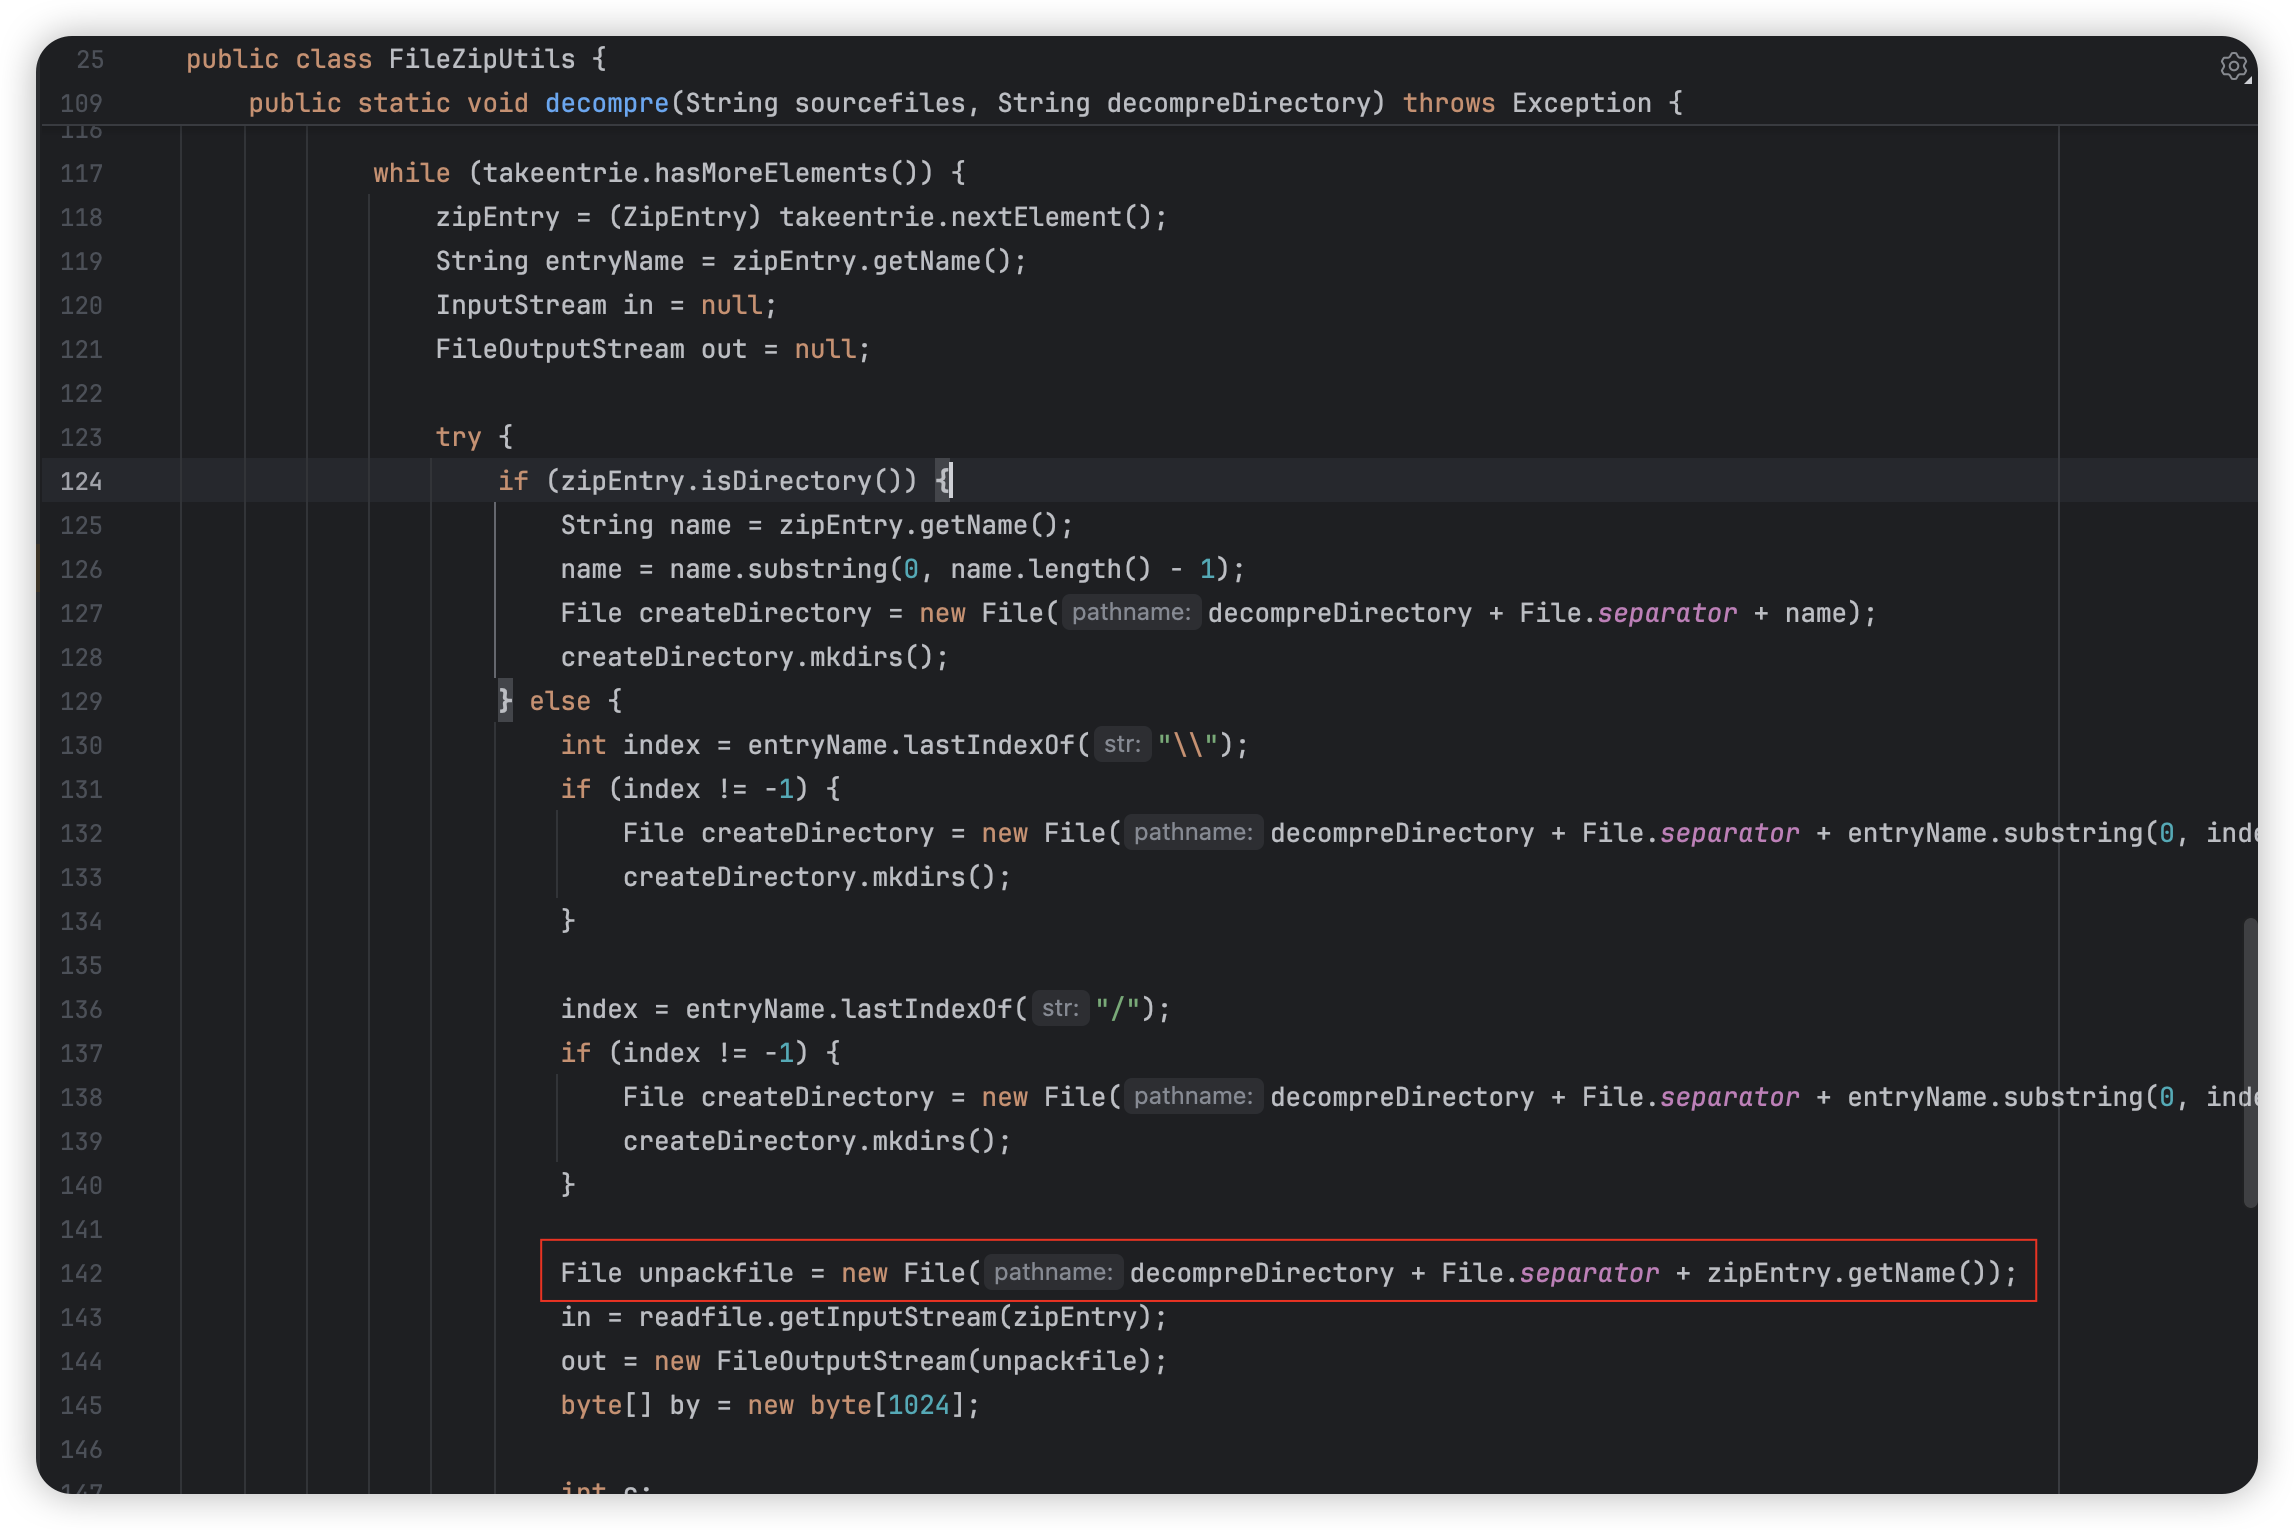 25 public class FileZipUtils {
109 public static void decompre(String sourcefiles, String decompreDirectory) throws Exception {
116
117 while (takeentrie.hasMoreElements()) {
118 zipEntry = (ZipEntry) takeentrie.nextElement();
119 String entryName = zipEntry.getName();
120 InputStream in = null;
121 FileOutputStream out = null;
122
123 try {
124 if (zipEntry.isDirectory()) {
125 String name = zipEntry.getName();
126 name = name.substring(0, name.length() - 1);
127 File createDirectory = new File( pathname: decompreDirectory + File.separator + name);
128 createDirectory.mkdirs();
129 } else {
130 int index = entryName.lastIndexOf( str: "\\");
131 if (index != -1) {
132 File createDirectory = new File( pathname: decompreDirectory + File.separator + entryName.substring(0, inde
133 createDirectory.mkdirs();
134 }
135
136 index = entryName.lastIndexOf( str: "/");
137 if (index != -1) {
138 File createDirectory = new File( pathname: decompreDirectory + File.separator + entryName.substring(0, inde
139 createDirectory.mkdirs();
140 }
141
142 File unpackfile = new File( pathname: decompreDirectory + File.separator + zipEntry.getName());
143 in = readfile.getInputStream(zipEntry);
144 out = new FileOutputStream(unpackfile);
145 byte[] by = new byte[1024];
146
147 int c;